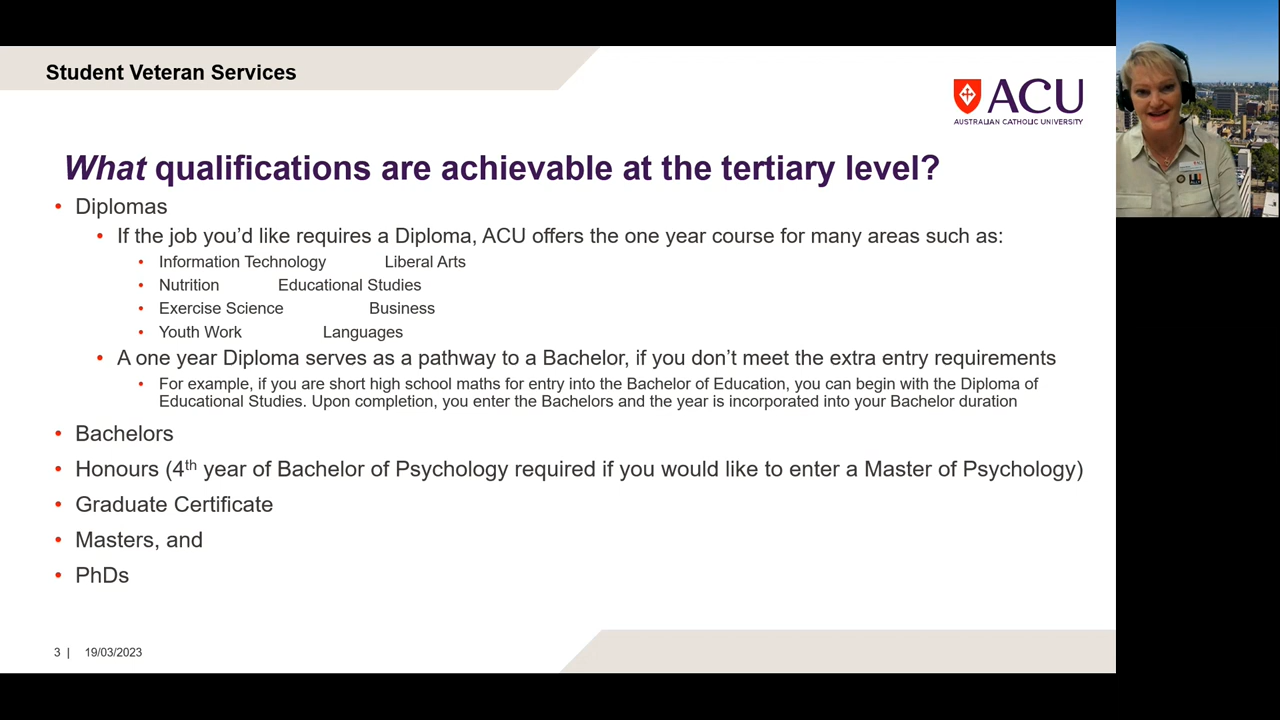 Student Veteran Services
ACU
AUSTRALIAN CATHOLIC UNIVERSITY
What qualifications are achievable at the tertiary level?
• Diplomas
• If the job you’d like requires a Diploma, ACU offers the one year course for many areas such as:
• Information Technology Liberal Arts
• Nutrition Educational Studies
• Exercise Science Business
• Youth Work Languages
• A one year Diploma serves as a pathway to a Bachelor, if you don’t meet the extra entry requirements
• For example, if you are short high school maths for entry into the Bachelor of Education, you can begin with the Diploma of
Educational Studies. Upon completion, you enter the Bachelors and the year is incorporated into your Bachelor duration
• Bachelors
• Honours (4th year of Bachelor of Psychology required if you would like to enter a Master of Psychology)
• Graduate Certificate
• Masters, and
• PhDs
3 | 19/03/2023